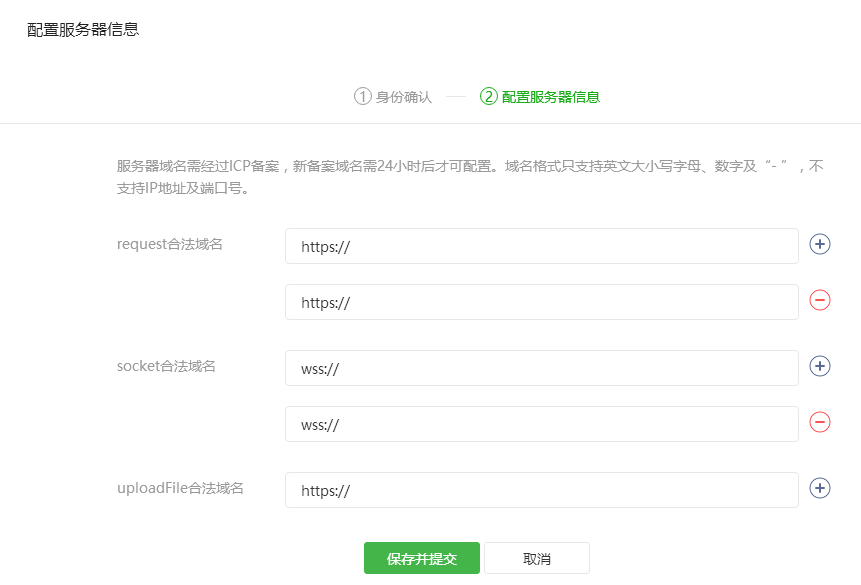 配置服务器信息
① 身份确认 ② 配置服务器信息
服务器域名需经过ICP备案，新备案域名需24小时后才可配置。域名格式只支持英文大小写字母、数字及“- ”，不
支持IP地址及端口号。
request合法域名 https://
https://
socket合法域名 wss://
wss://
uploadFile合法域名 https://
保存并提交 取消